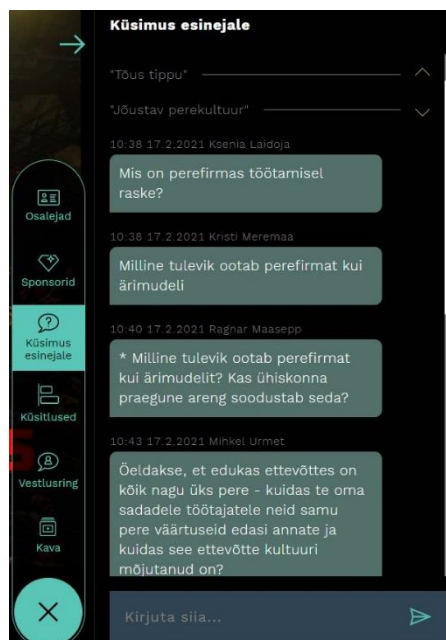 Küsimus esinejale
"Tõus tippu"
"Jõustav perekultuur"
10:38 17.2.2021 Ksenia Laidoja
Mis on perefirmas töötamisel
raske?
10:38 17.2.2021 Kristi Meremaa
Milline tulevik ootab perefirmat kui
ärimudeli
10:40 17.2.2021 Ragnar Maasepp
* Milline tulevik ootab perefirmat
kui ärimudelit? Kas ühiskonna
praegune areng soodustab seda?
10:43 17.2.2021 Mihkel Urmet
Öeldakse, et edukas ettevõttes on
kõik nagu üks pere - kuidas te oma
sadadele töötajatele neid samu
pere väärtuseid edasi annate ja
kuidas see ettevõtte kultuuri
mõjutanud on?
Kirjuta siia...
Osalejad
Sponsorid
Küsimus
esinejale
Küsitlused
Vestlusring
Kava